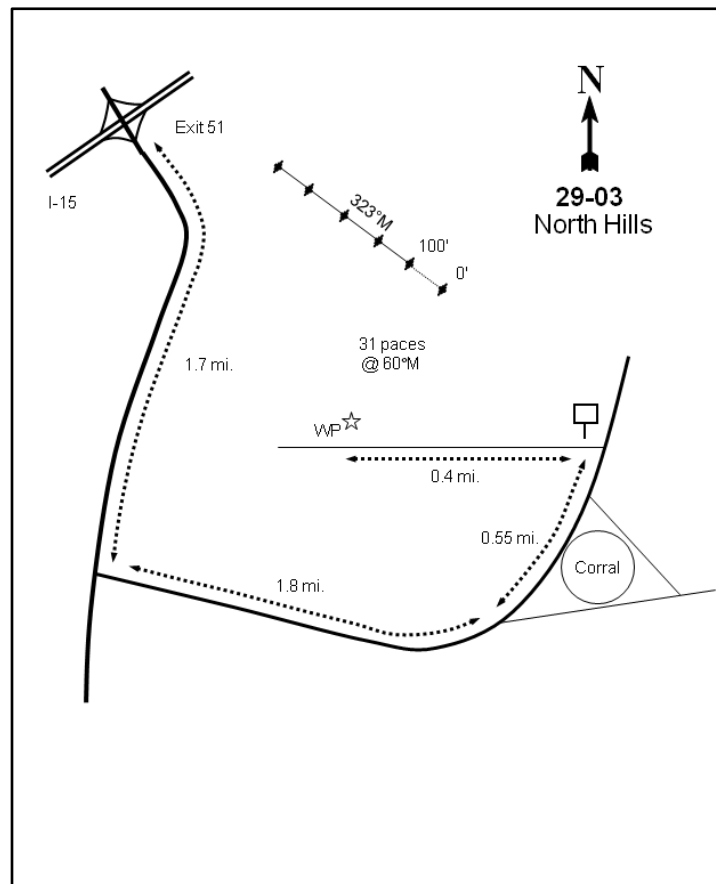 N
29-03
North Hills
Exit 51
I-15
323°M
100'
0'
31 paces
@ 60°M
1.7 mi.
WP
0.4 mi.
0.55 mi.
Corral
1.8 mi.